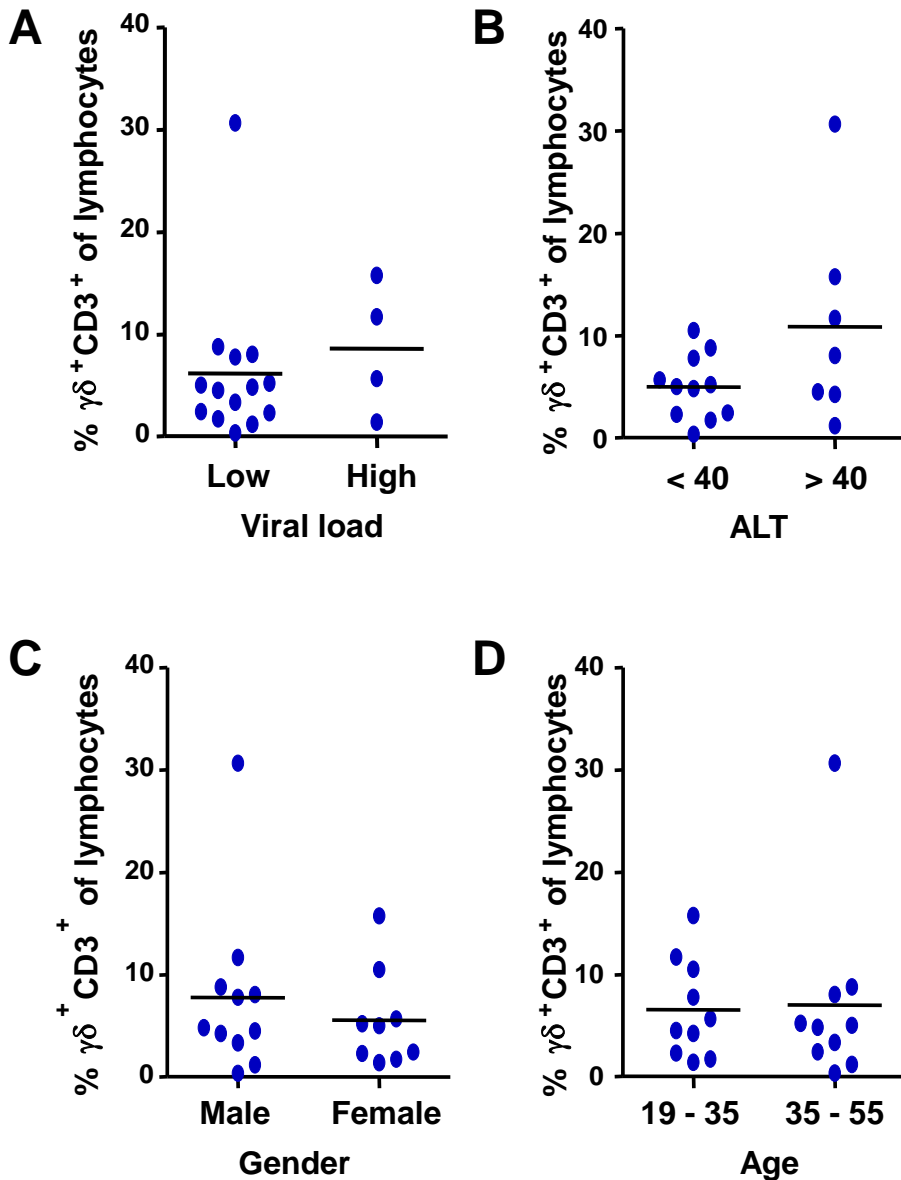 A
% γδ⁺CD3⁺ of lymphocytes
40
30
20
10
0
Low High
Viral load
B
% γδ⁺CD3⁺ of lymphocytes
40
30
20
10
0
< 40 > 40
ALT
C
% γδ⁺ CD3⁺ of lymphocytes
40
30
20
10
0
Male Female
Gender
D
% γδ⁺CD3⁺ of lymphocytes
40
30
20
10
0
19 - 35 35 - 55
Age